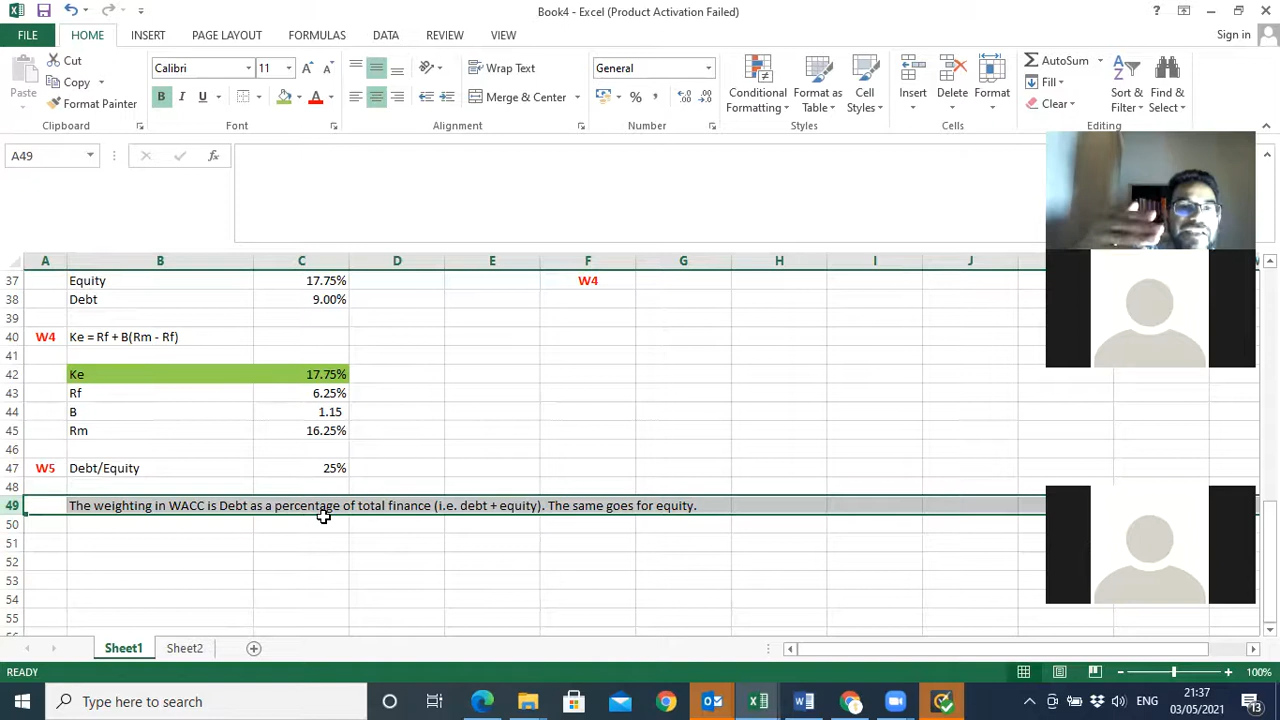 Book4 - Excel (Product Activation Failed)
?
FILE HOME INSERT PAGE LAYOUT FORMULAS DATA REVIEW VIEW Sign in
Paste
Cut
Copy
Format Painter
Clipboard
Calibri 11
B I U
Font
Wrap Text
Merge & Center
Alignment
General
%
Number
Conditional Formatting
Format as Table
Cell Styles
Styles
Insert
Delete
Format
Cells
AutoSum
Fill
Clear
Sort & Filter
Find & Select
Editing
A49
fx
A B C D E F G H I J
37 Equity 17.75% W4
38 Debt 9.00%
39
40 W4 Ke = Rf + B(Rm - Rf)
41
42 Ke 17.75%
43 Rf 6.25%
44 B 1.15
45 Rm 16.25%
46
47 W5 Debt/Equity 25%
48
49 The weighting in WACC is Debt as a percentage of total finance (i.e. debt + equity). The same goes for equity.
50
51
52
53
54
55
Sheet1 Sheet2
READY 100%
Type here to search
ENG
21:37
03/05/2021
13